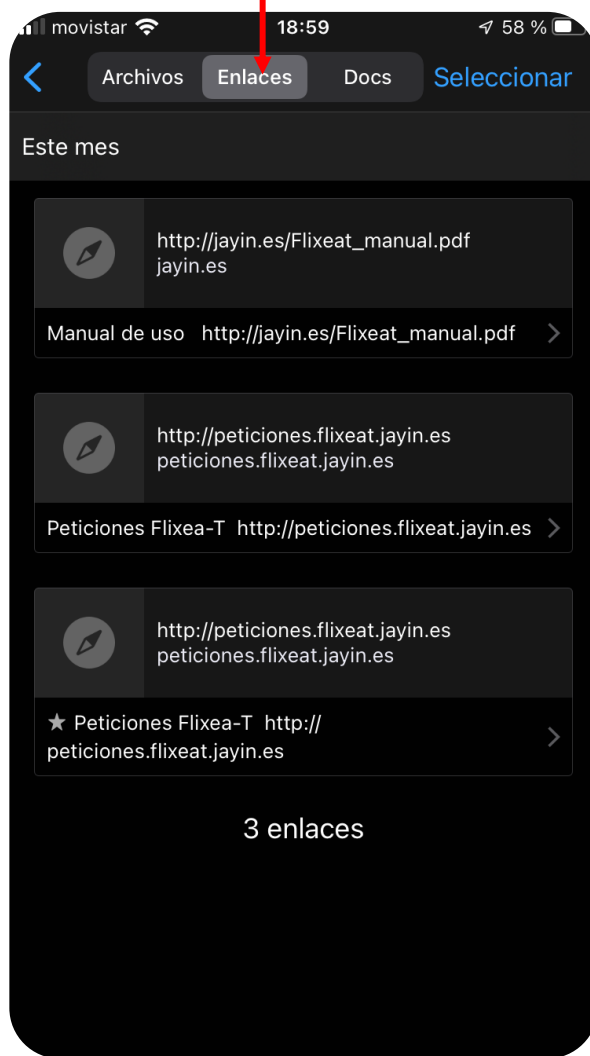 movistar 18:59 58 %
Archivos Enlaces Docs Seleccionar
Este mes
http://jayin.es/Flixeat_manual.pdf
jayin.es
Manual de uso http://jayin.es/Flixeat_manual.pdf
http://peticiones.flixeat.jayin.es
peticiones.flixeat.jayin.es
Peticiones Flixea-T http://peticiones.flixeat.jayin.es
http://peticiones.flixeat.jayin.es
peticiones.flixeat.jayin.es
★ Peticiones Flixea-T http://
peticiones.flixeat.jayin.es
3 enlaces